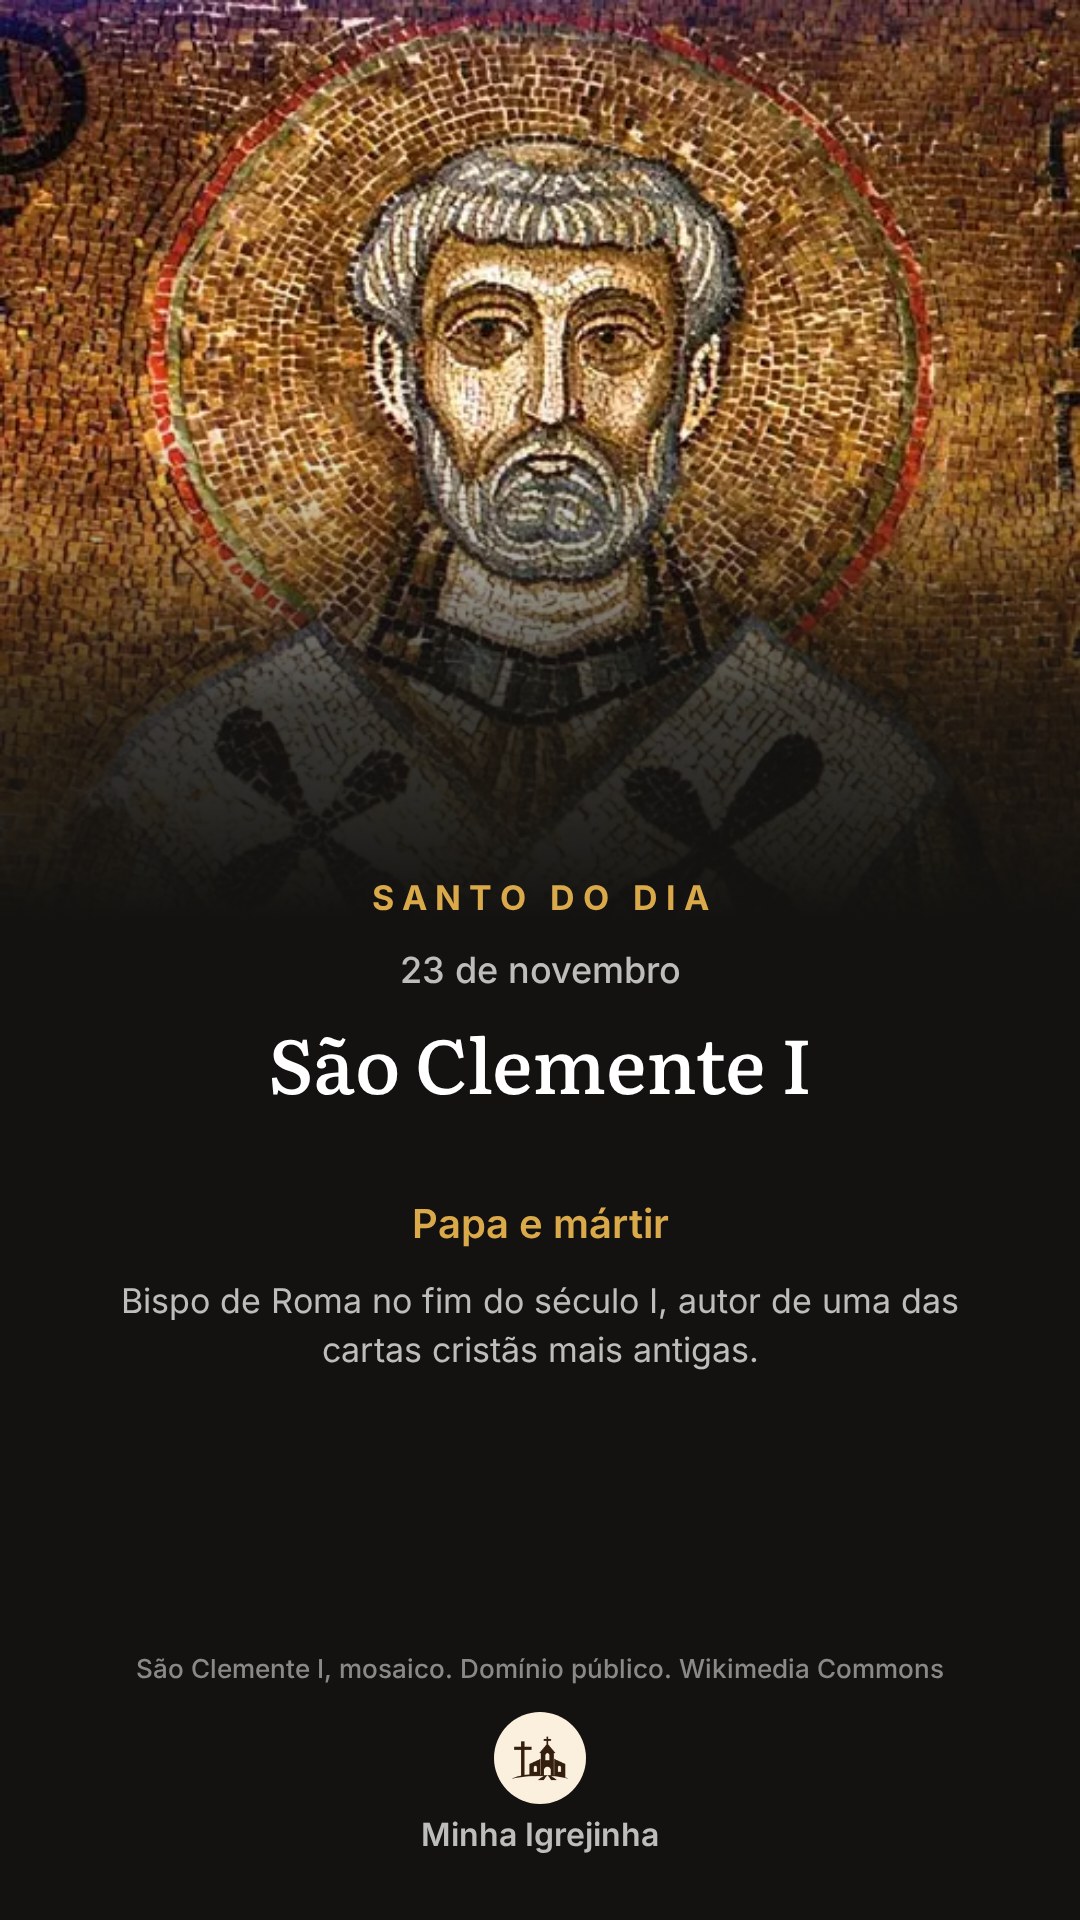 SANTO DO DIA
23 de novembro
São Clemente I
Papa e mártir
Bispo de Roma no fim do século I, autor de uma das
cartas cristãs mais antigas.
São Clemente I, mosaico. Domínio público. Wikimedia Commons
Minha Igrejinha